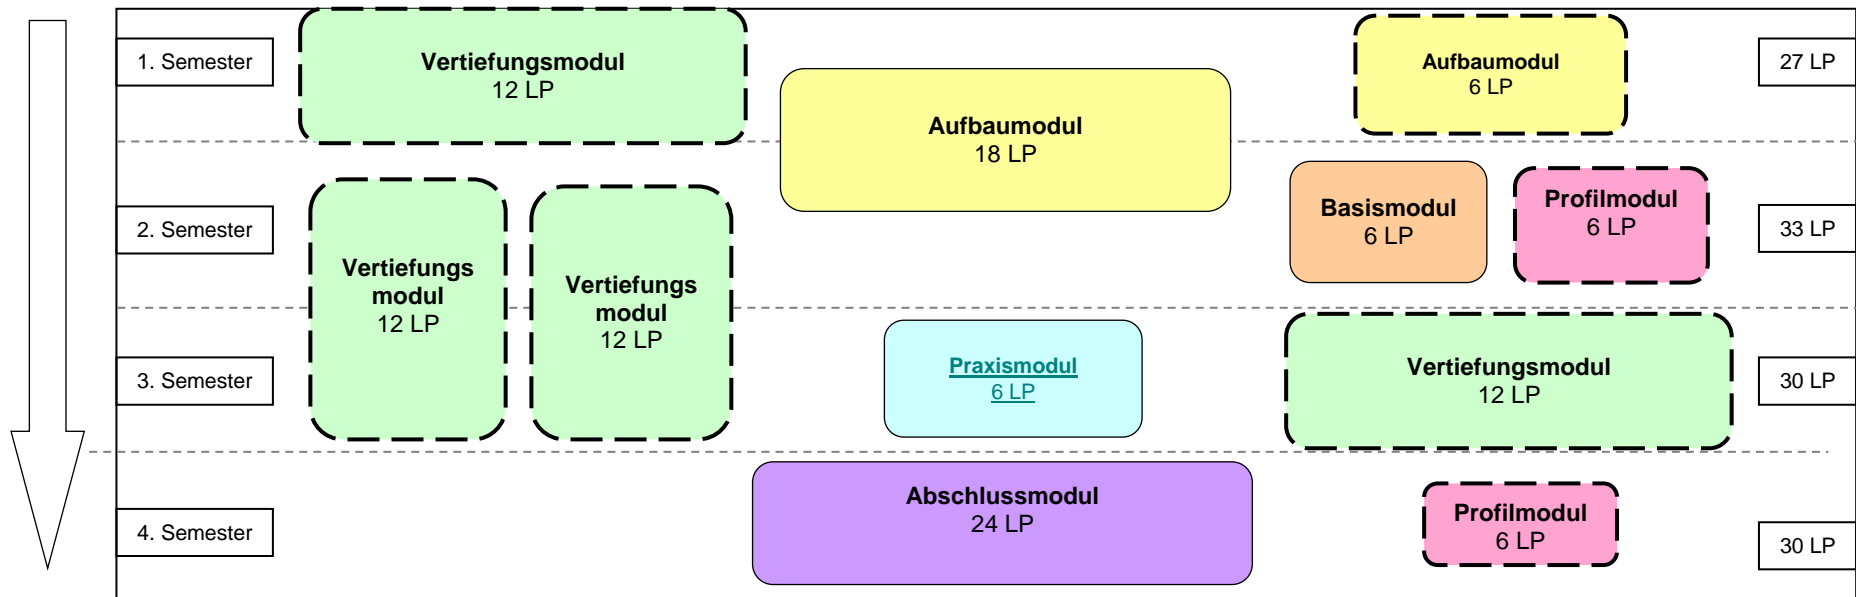 1. Semester
Vertiefungsmodul
12 LP
Aufbaumodul
18 LP
Aufbaumodul
6 LP
27 LP
2. Semester
Vertiefungs
modul
12 LP
Vertiefungs
modul
12 LP
Basismodul
6 LP
Profilmodul
6 LP
33 LP
3. Semester
Praxismodul
6 LP
Vertiefungsmodul
12 LP
30 LP
4. Semester
Abschlussmodul
24 LP
Profilmodul
6 LP
30 LP